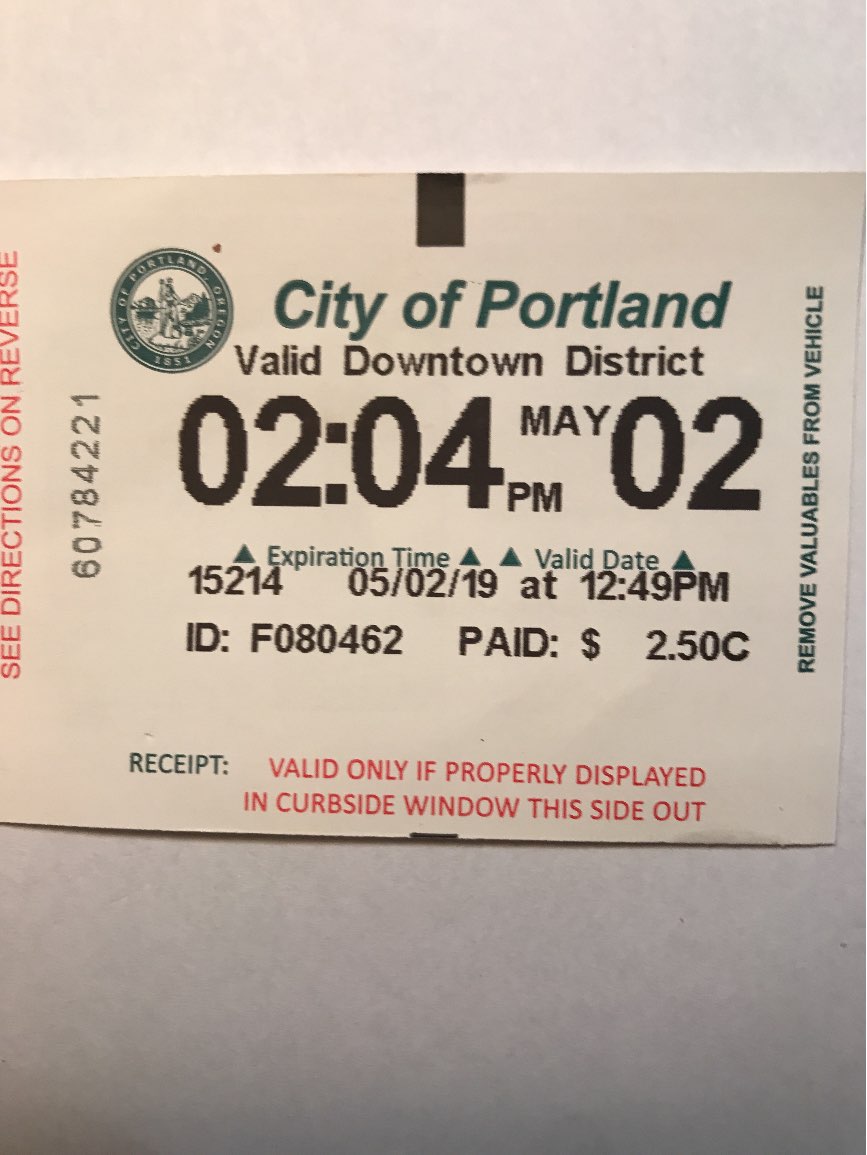 SEE DIRECTIONS ON REVERSE
60784221
CITY OF PORTLAND, OREGON
1851
City of Portland
Valid Downtown District
02:04 PM MAY 02
▲ Expiration Time ▲ ▲ Valid Date ▲
15214 05/02/19 at 12:49PM
ID: F080462 PAID: $ 2.50C
RECEIPT: VALID ONLY IF PROPERLY DISPLAYED
IN CURBSIDE WINDOW THIS SIDE OUT
REMOVE VALUABLES FROM VEHICLE